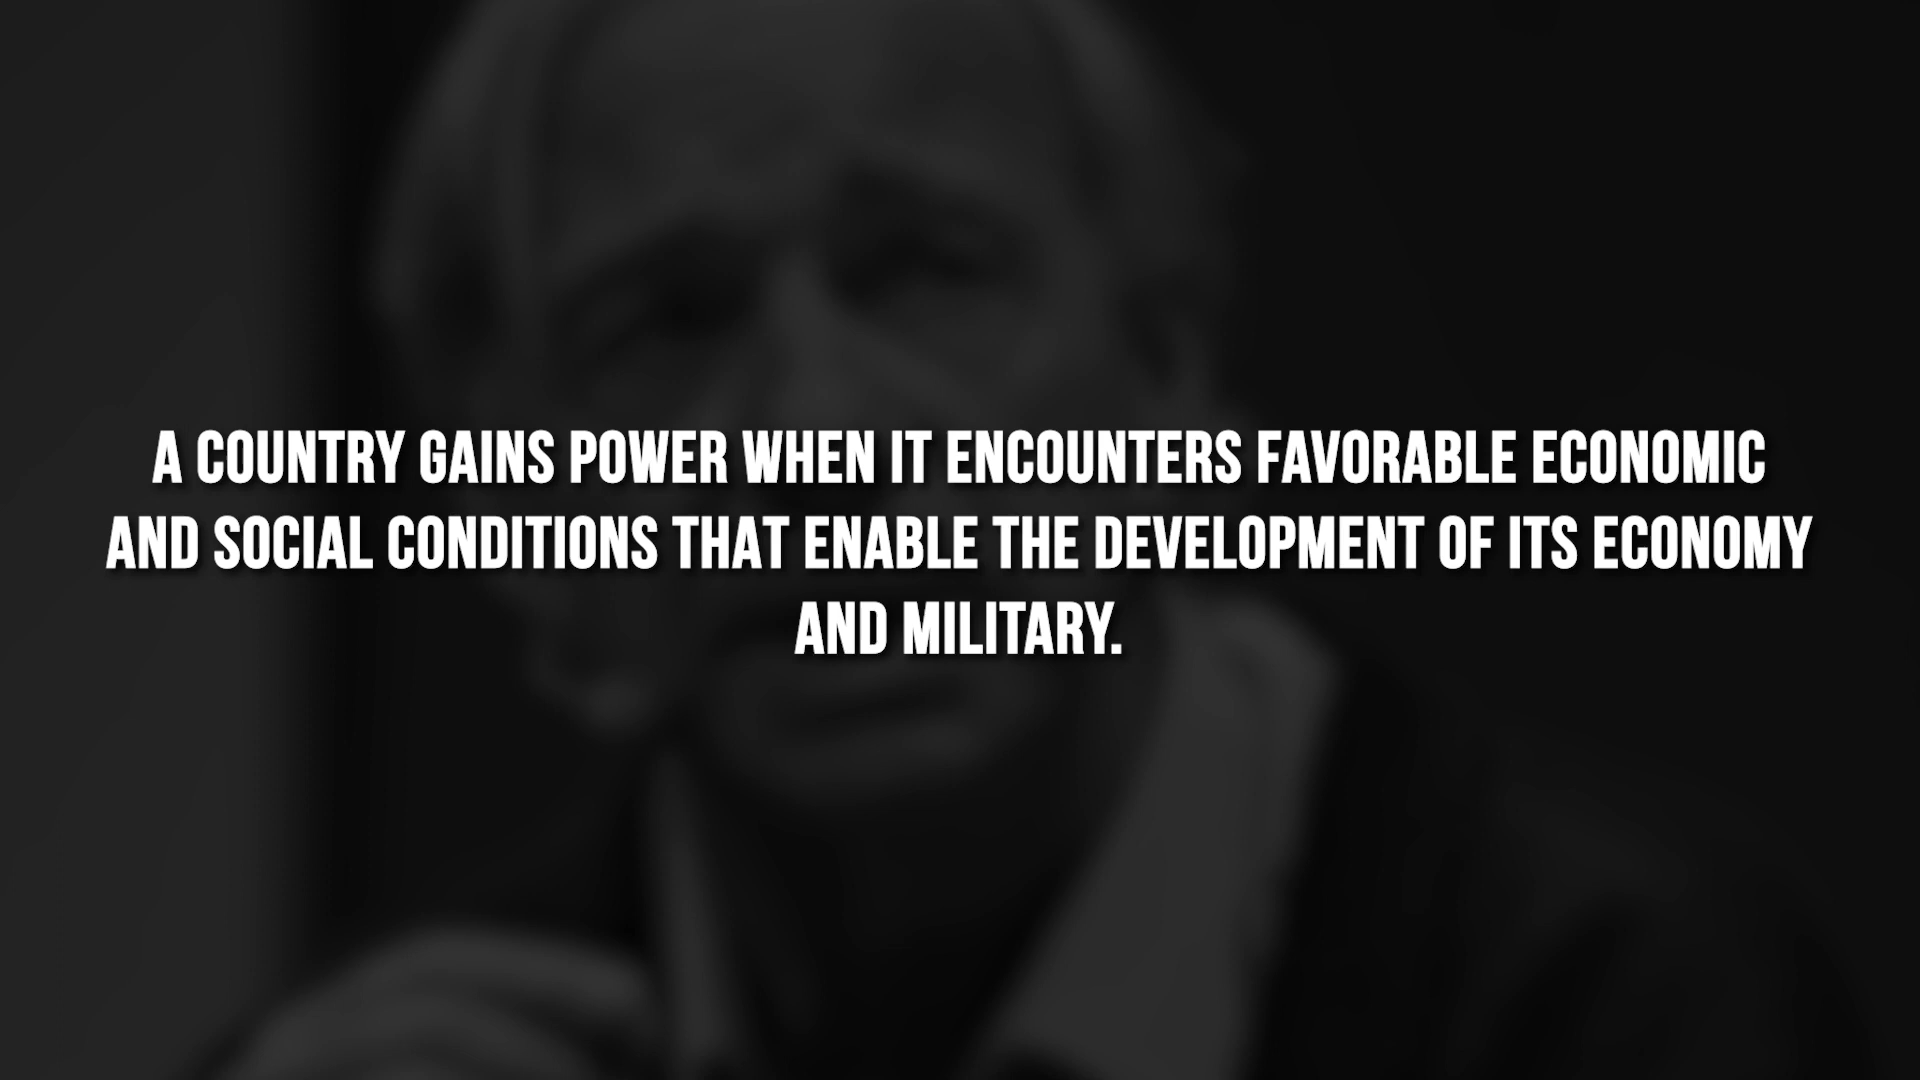 A COUNTRY GAINS POWER WHEN IT ENCOUNTERS FAVORABLE ECONOMIC
AND SOCIAL CONDITIONS THAT ENABLE THE DEVELOPMENT OF ITS ECONOMY
AND MILITARY.